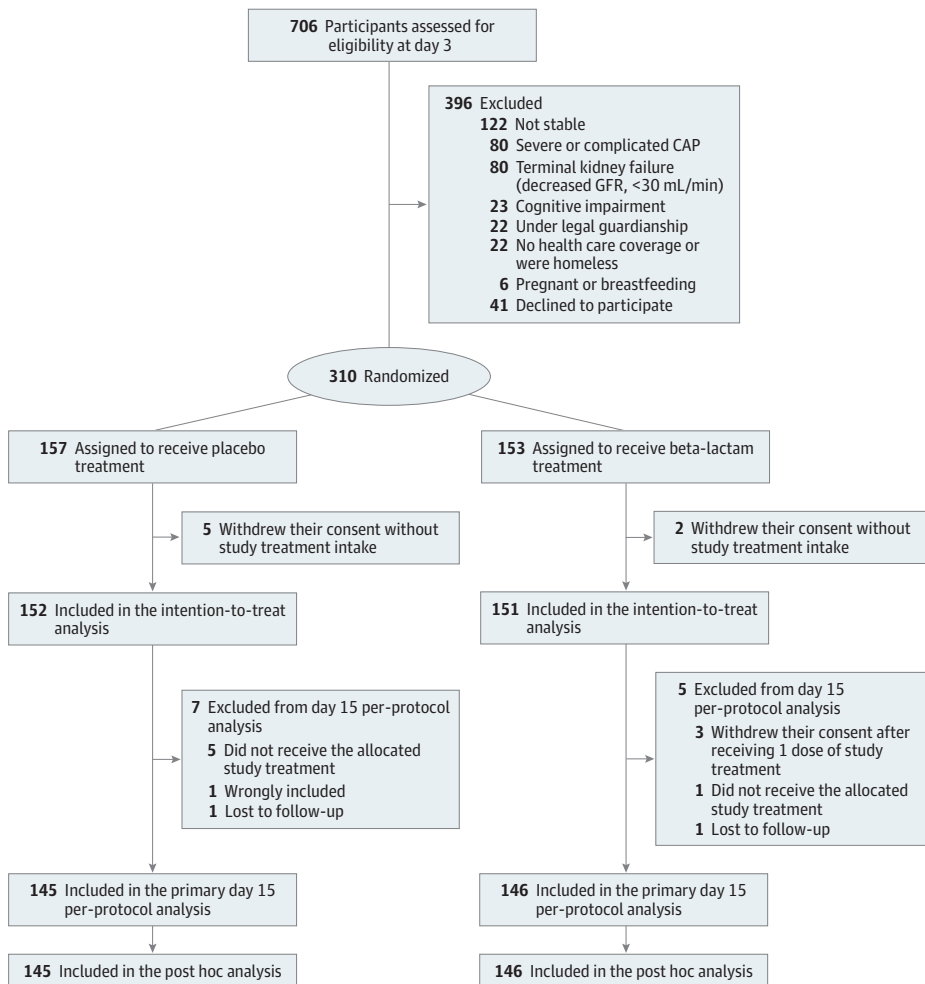 706 Participants assessed for
eligibility at day 3
396 Excluded
122 Not stable
80 Severe or complicated CAP
80 Terminal kidney failure
(decreased GFR, <30 mL/min)
23 Cognitive impairment
22 Under legal guardianship
22 No health care coverage or
were homeless
6 Pregnant or breastfeeding
41 Declined to participate
310 Randomized
157 Assigned to receive placebo
treatment
153 Assigned to receive beta-lactam
treatment
5 Withdrew their consent without
study treatment intake
2 Withdrew their consent without
study treatment intake
152 Included in the intention-to-treat
analysis
151 Included in the intention-to-treat
analysis
7 Excluded from day 15 per-protocol
analysis
5 Did not receive the allocated
study treatment
1 Wrongly included
1 Lost to follow-up
5 Excluded from day 15
per-protocol analysis
3 Withdrew their consent after
receiving 1 dose of study
treatment
1 Did not receive the allocated
study treatment
1 Lost to follow-up
145 Included in the primary day 15
per-protocol analysis
146 Included in the primary day 15
per-protocol analysis
145 Included in the post hoc analysis
146 Included in the post hoc analysis